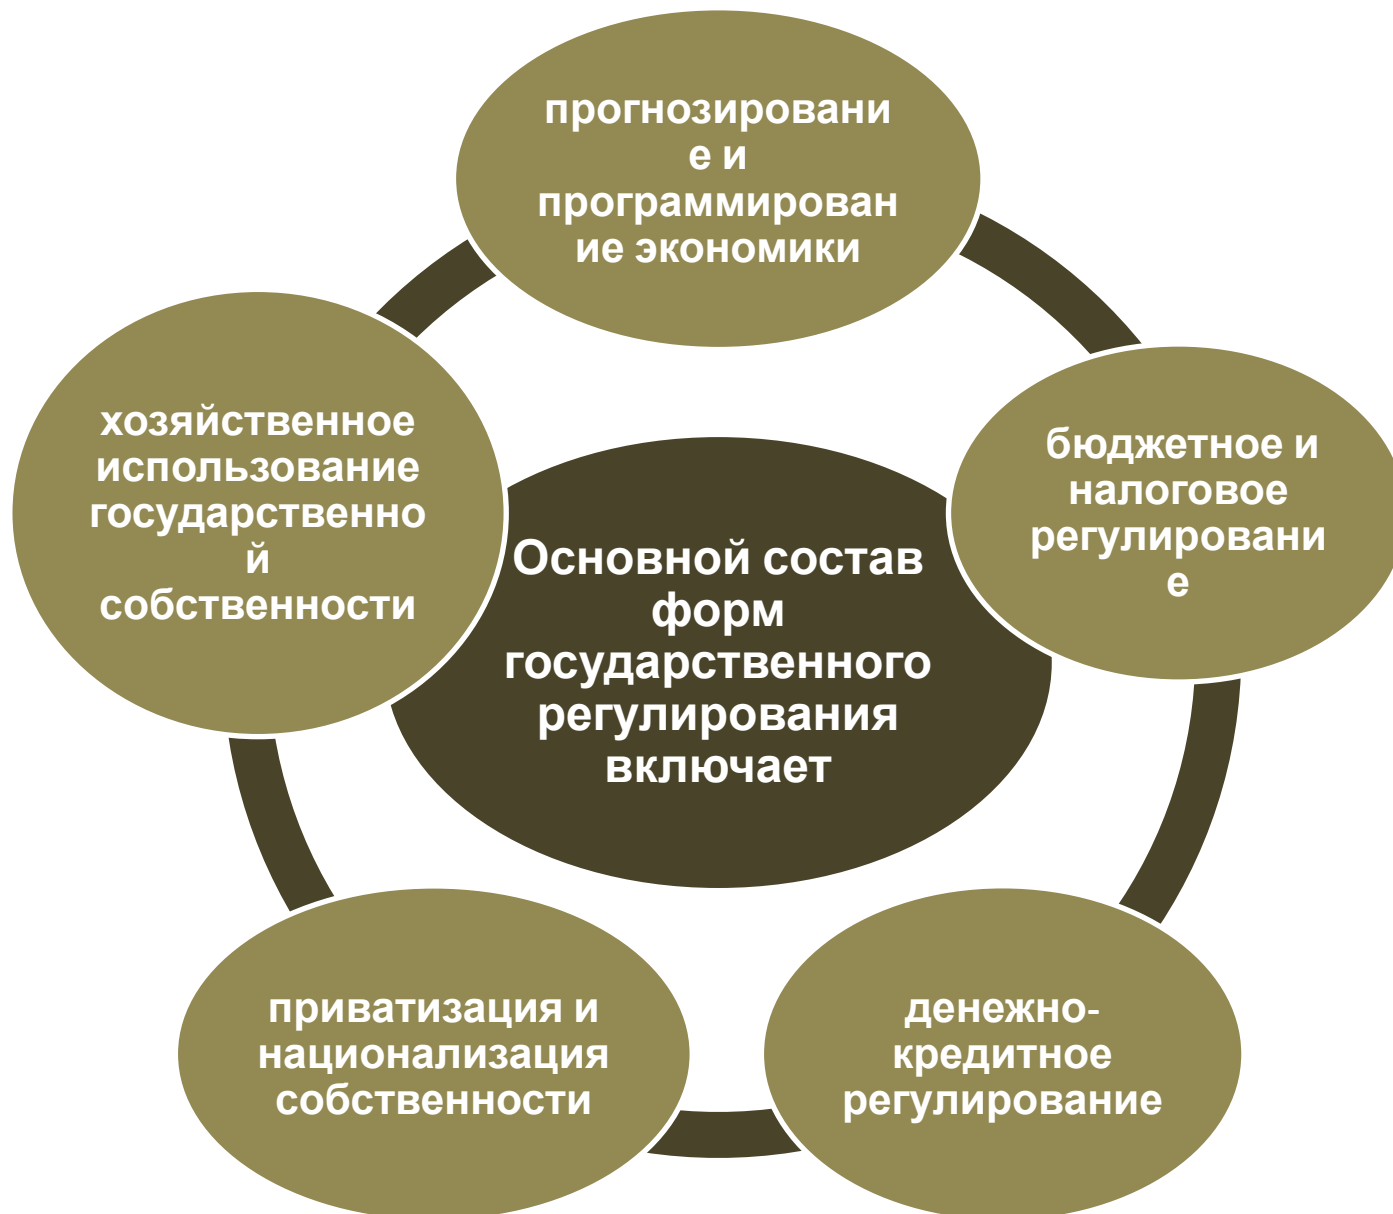 прогнозировани
е и
программирован
ие экономики
хозяйственное
использование
государственно
й
собственности
бюджетное и
налоговое
регулировани
е
Основной состав
форм
государственного
регулирования
включает
приватизация и
национализация
собственности
денежно-
кредитное
регулирование